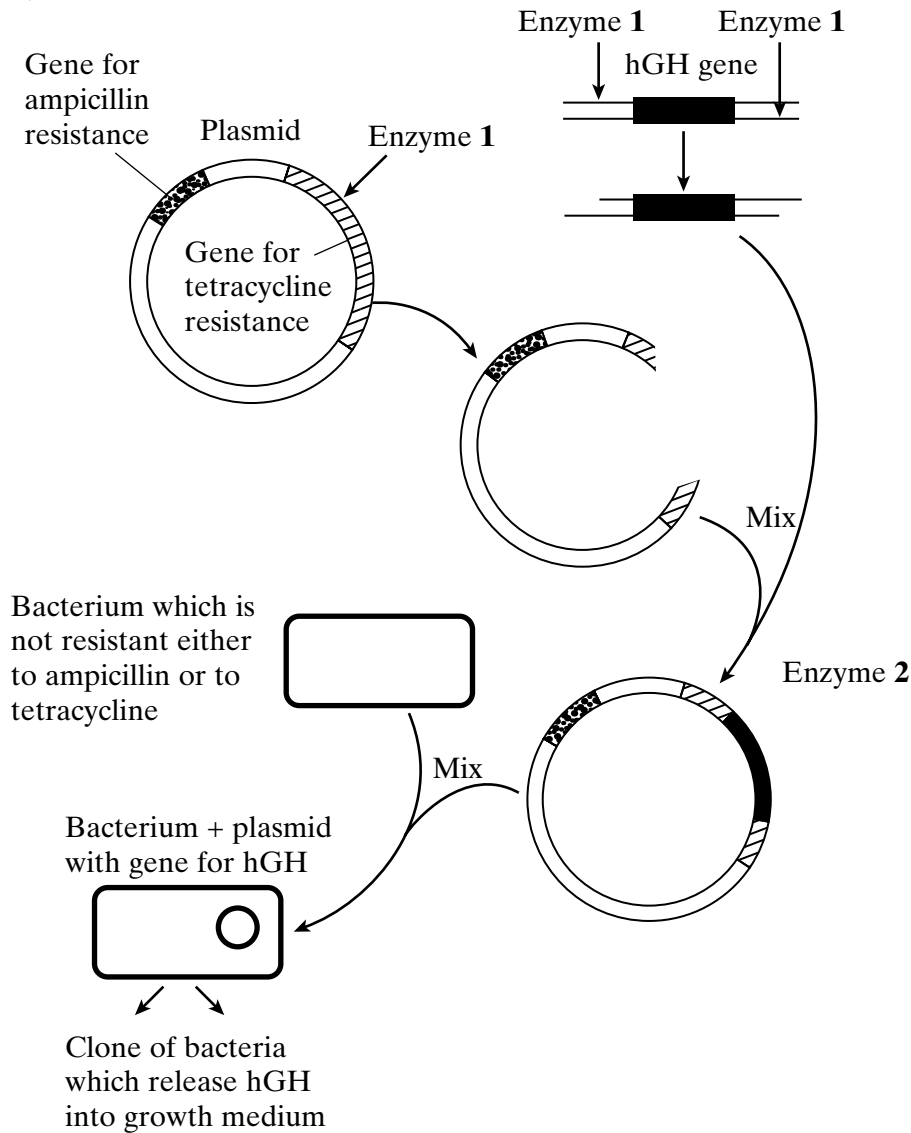 Enzyme 1
Enzyme 1
hGH gene
Gene for
ampicillin
resistance
Plasmid
Enzyme 1
Gene for
tetracycline
resistance
Mix
Bacterium which is
not resistant either
to ampicillin or to
tetracycline
Enzyme 2
Mix
Bacterium + plasmid
with gene for hGH
Clone of bacteria
which release hGH
into growth medium